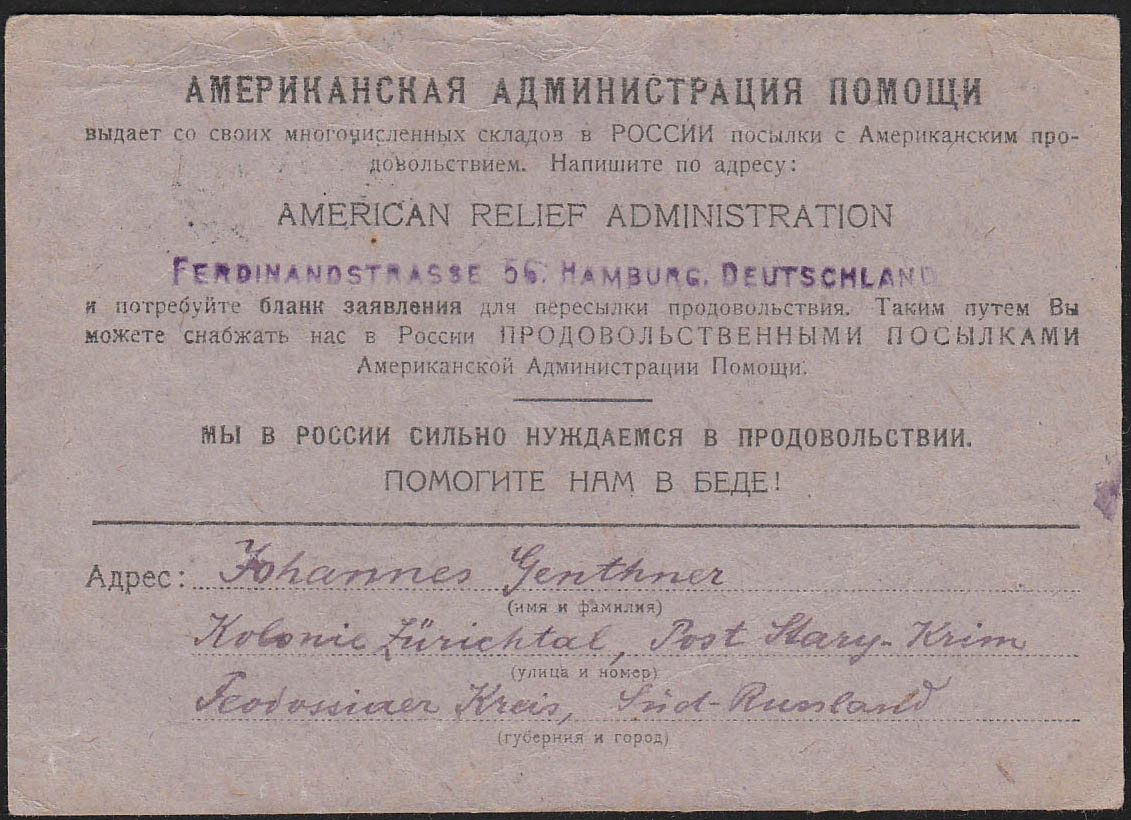 АМЕРИКАНСКАЯ АДМИНИСТРАЦИЯ ПОМОЩИ
выдает со своих многочисленных складов в РОССИИ посылки с Американским про-
довольствием. Напишите по адресу:
AMERICAN RELIEF ADMINISTRATION
FERDINANDSTRASSE 56, HAMBURG, DEUTSCHLAND
и потребуйте бланк заявления для пересылки продовольствия. Таким путем Вы
можете снабжать нас в России ПРОДОВОЛЬСТВЕННЫМИ ПОСЫЛКАМИ
Американской Администрации Помощи.
МЫ В РОССИИ СИЛЬНО НУЖДАЕМСЯ В ПРОДОВОЛЬСТВИИ.
ПОМОГИТЕ НАМ В БЕДЕ!
Адрес: Johannes Genthner
(имя и фамилия)
Kolonie Zürichtal, Post Stary-Krim
(улица и номер)
Feodossiaer Kreis, Süd-Russland
(губерния и город)